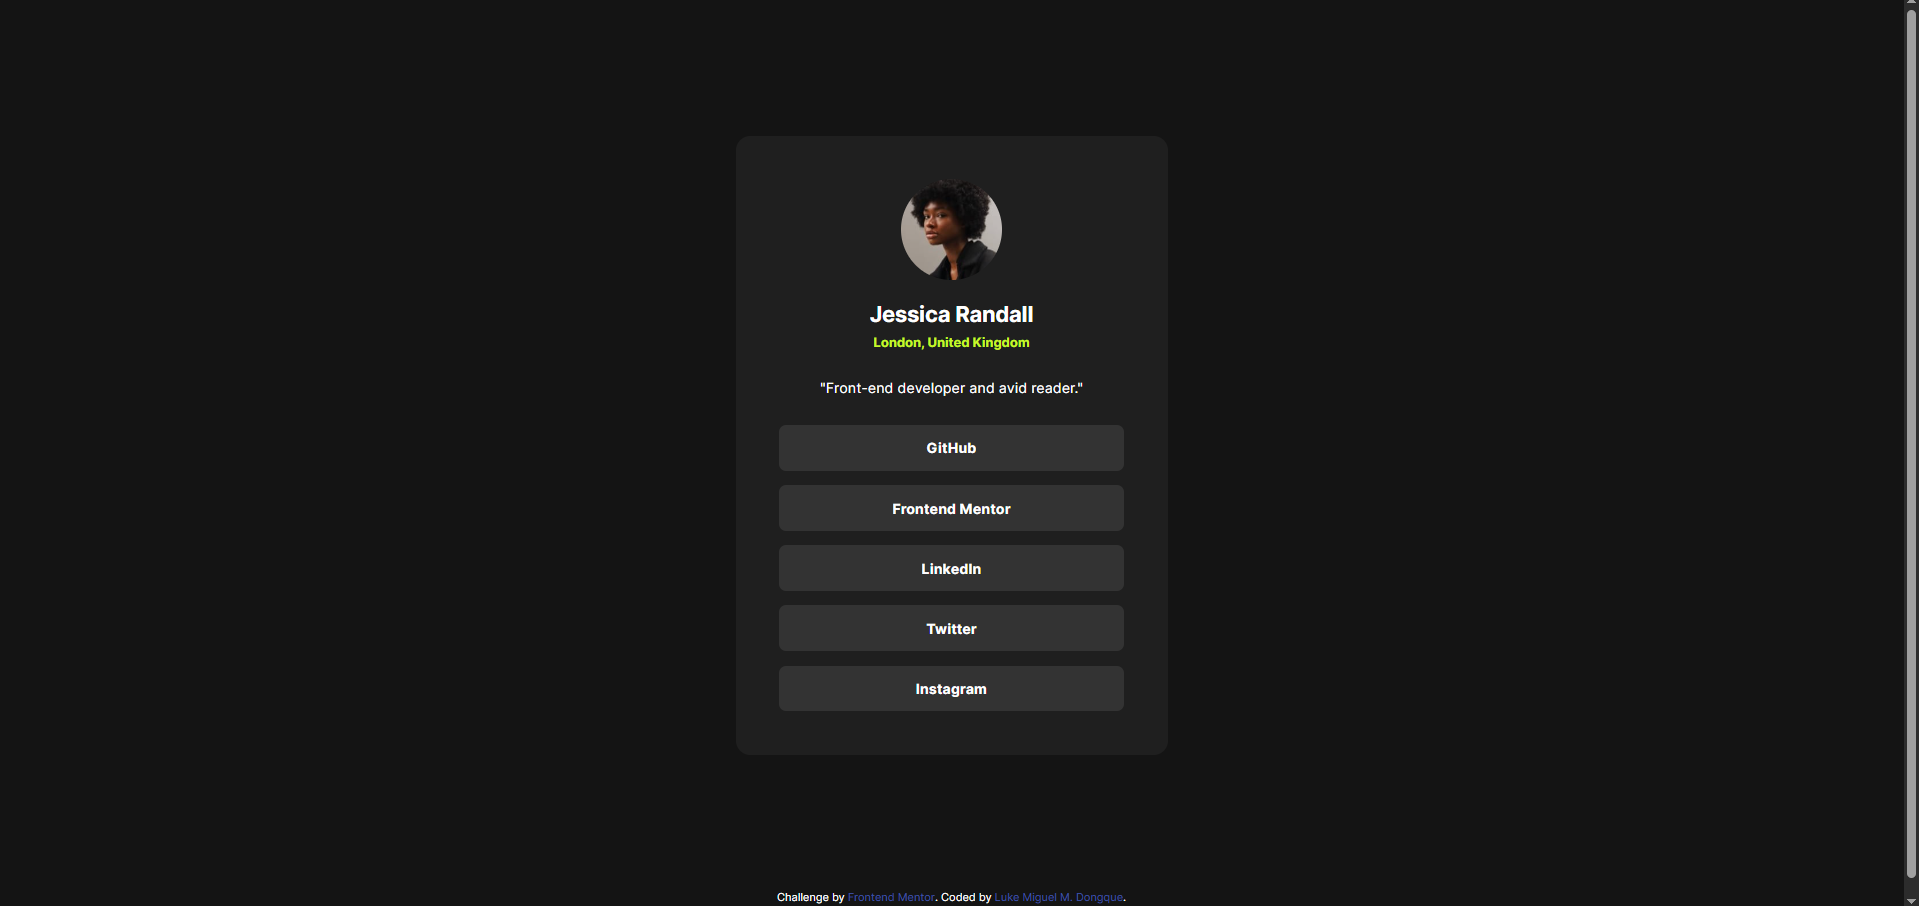 Jessica Randall
London, United Kingdom
"Front-end developer and avid reader."
GitHub
Frontend Mentor
LinkedIn
Twitter
Instagram
Challenge by Frontend Mentor. Coded by Luke Miguel M. Dongque.